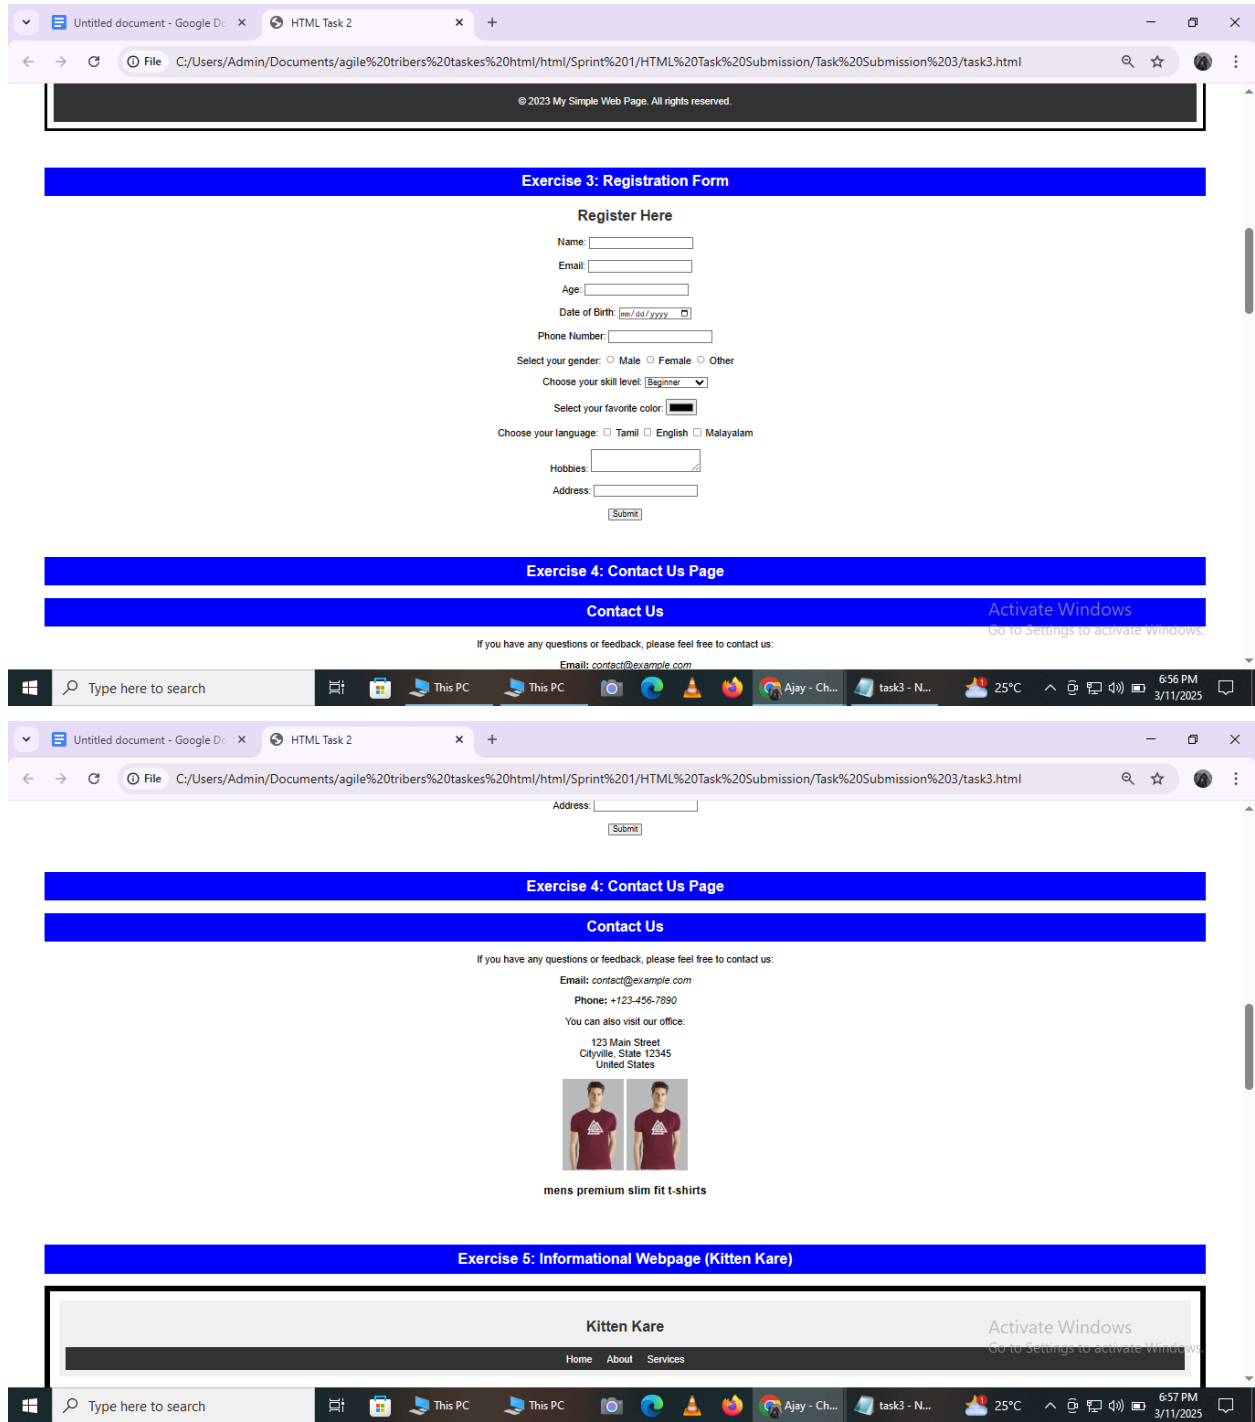 Untitled document - Google Do
HTML Task 2
File C:/Users/Admin/Documents/agile%20tribers%20taskes%20html/html/Sprint%201/HTML%20Task%20Submission/Task%20Submission%203/task3.html
© 2023 My Simple Web Page. All rights reserved.
Exercise 3: Registration Form
Register Here
Name:
Email:
Age:
Date of Birth: mm/dd/yyyy
Phone Number:
Select your gender: Male Female Other
Choose your skill level: Beginner
Select your favorite color:
Choose your language: Tamil English Malayalam
Hobbies:
Address:
Submit
Exercise 4: Contact Us Page
Contact Us
If you have any questions or feedback, please feel free to contact us:
Email: contact@example.com
Activate Windows
Go to Settings to activate Windows.
Type here to search
This PC
This PC
Ajay - Ch...
task3 - N...
1
25°C
6:56 PM
3/11/2025
Untitled document - Google Do
HTML Task 2
File C:/Users/Admin/Documents/agile%20tribers%20taskes%20html/html/Sprint%201/HTML%20Task%20Submission/Task%20Submission%203/task3.html
Address:
Submit
Exercise 4: Contact Us Page
Contact Us
If you have any questions or feedback, please feel free to contact us:
Email: contact@example.com
Phone: +123-456-7890
You can also visit our office:
123 Main Street
Cityville, State 12345
United States
mens premium slim fit t-shirts
Exercise 5: Informational Webpage (Kitten Kare)
Kitten Kare
Home About Services
Activate Windows
Go to Settings to activate Windows.
Type here to search
This PC
This PC
Ajay - Ch...
task3 - N...
1
25°C
6:57 PM
3/11/2025